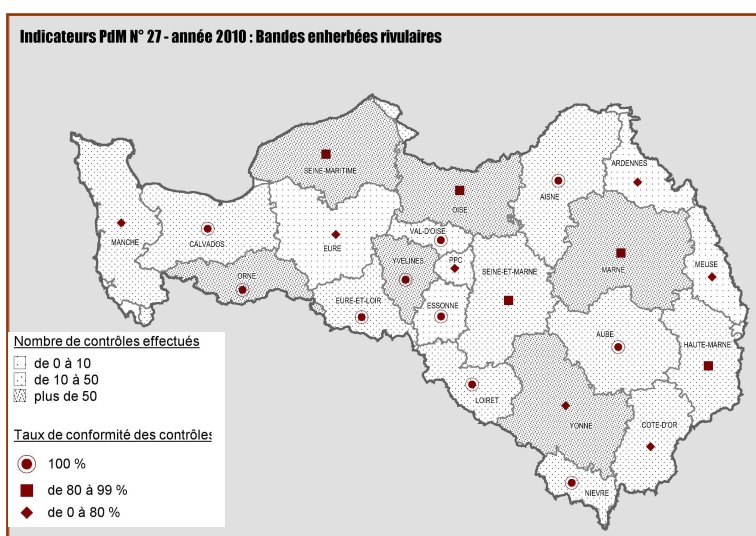 Indicateurs PdM N° 27 - année 2010 : Bandes enherbées rivulaires
SEINE-MARITIME
ARDENNES
AISNE
OISE
MANCHE
CALVADOS
EURE
VAL-D'OISE
YVELINES
PPC
SEINE-ET-MARNE
MARNE
MEUSE
ORNE
EURE-ET-LOIR
ESSONNE
AUBE
HAUTE-MARNE
LOIRET
YONNE
COTE-D'OR
NIEVRE
Nombre de contrôles effectués
de 0 à 10
de 10 à 50
plus de 50
Taux de conformité des contrôles
100 %
de 80 à 99 %
de 0 à 80 %